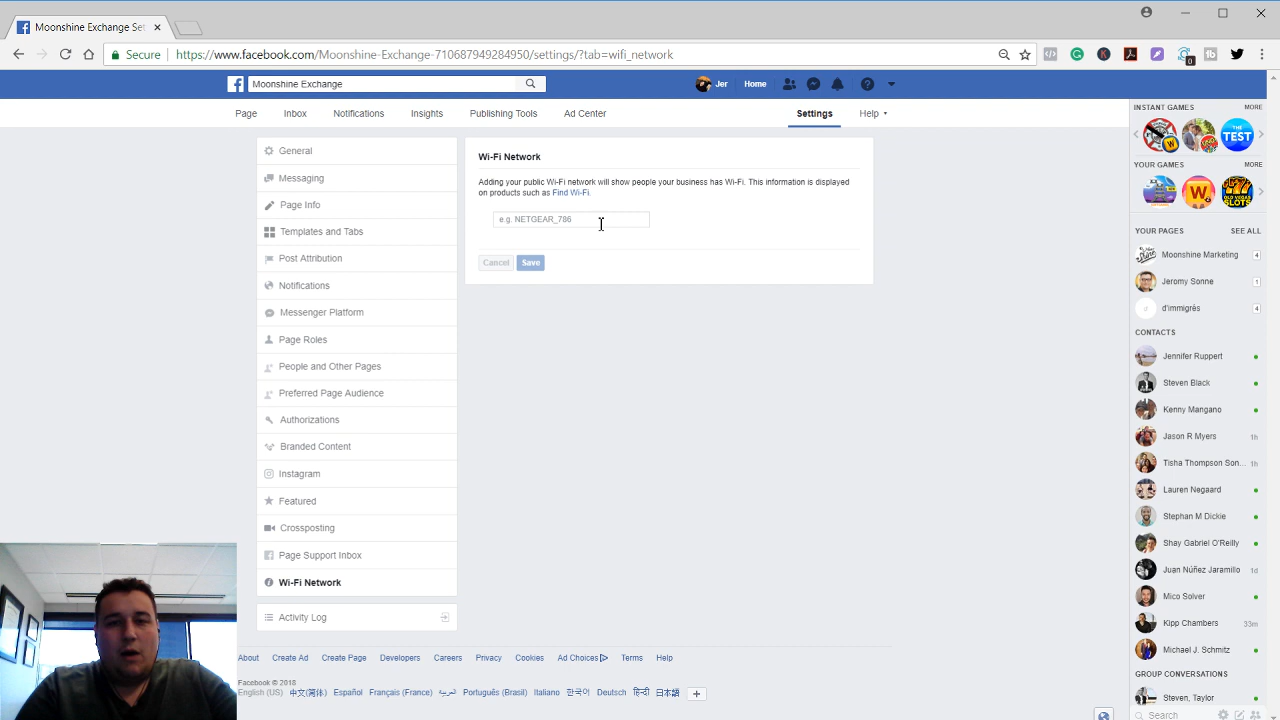 Moonshine Exchange Set
Secure
https://www.facebook.com/Moonshine-Exchange-710687949284950/settings/?tab=wifi_network
0
Moonshine Exchange
Jer
Home
Page
Inbox
Notifications
Insights
Publishing Tools
Ad Center
Settings
Help
General
Messaging
Page Info
Templates and Tabs
Post Attribution
Notifications
Messenger Platform
Page Roles
People and Other Pages
Preferred Page Audience
Authorizations
Branded Content
Instagram
Featured
Crossposting
Page Support Inbox
Wi-Fi Network
Activity Log
Wi-Fi Network
Adding your public Wi-Fi network will show people your business has Wi-Fi. This information is displayed
on products such as Find Wi-Fi.
e.g. NETGEAR_786
Cancel
Save
INSTANT GAMES
MORE
THE
TEST
YOUR GAMES
MORE
W
777
YOUR PAGES
SEE ALL
Moonshine Marketing
4
Jeromy Sonne
1
d'immigrès
4
CONTACTS
Jennifer Ruppert
Steven Black
Kenny Mangano
Jason R Myers
1h
Tisha Thompson Son...
1h
Lauren Negaard
Stephan M Dickie
Shay Gabriel O'Reilly
Juan Núñez Jaramillo
1d
Mico Solver
Kipp Chambers
33m
Michael J. Schmitz
GROUP CONVERSATIONS
Steven, Taylor
Search
About
Create Ad
Create Page
Developers
Careers
Privacy
Cookies
Ad Choices
Terms
Help
Facebook © 2018
English (US) 中文(简体) Español Français (France) العربية Português (Brasil) Italiano 한국어 Deutsch हिन्दी 日本語